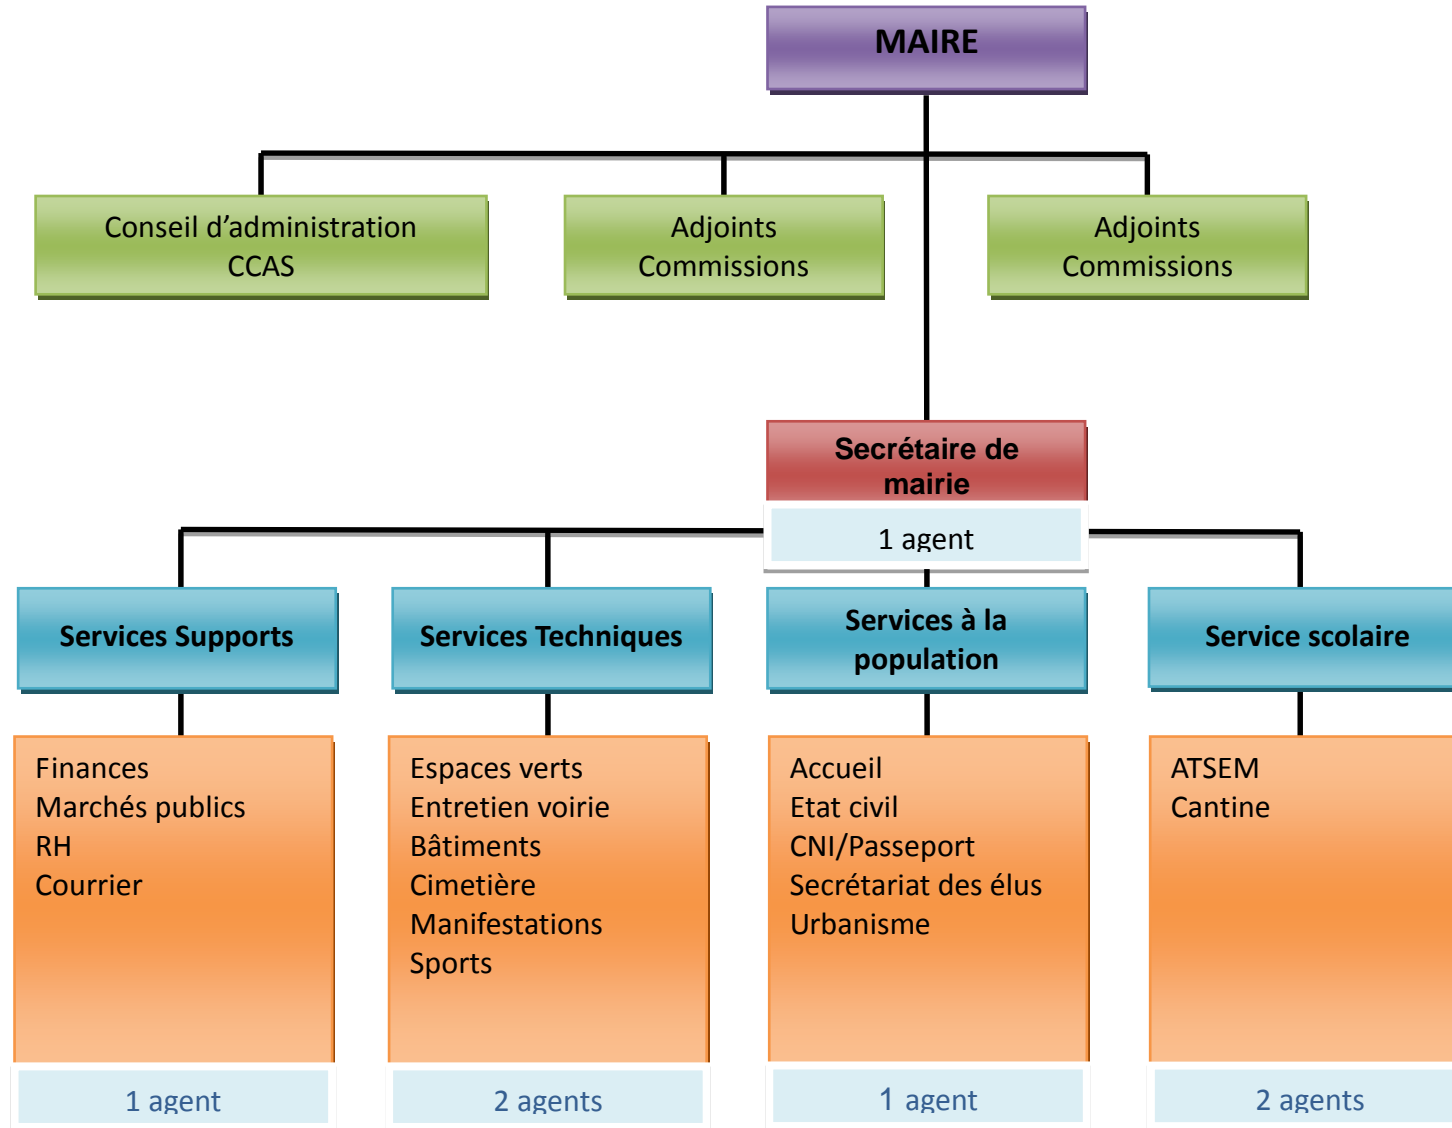 MAIRE
Conseil d’administration
CCAS
Adjoints
Commissions
Adjoints
Commissions
Secrétaire de
mairie
1 agent
Services Supports
Services Techniques
Services à la
population
Service scolaire
Finances
Marchés publics
RH
Courrier
Espaces verts
Entretien voirie
Bâtiments
Cimetière
Manifestations
Sports
Accueil
Etat civil
CNI/Passeport
Secrétariat des élus
Urbanisme
ATSEM
Cantine
1 agent
2 agents
1 agent
2 agents